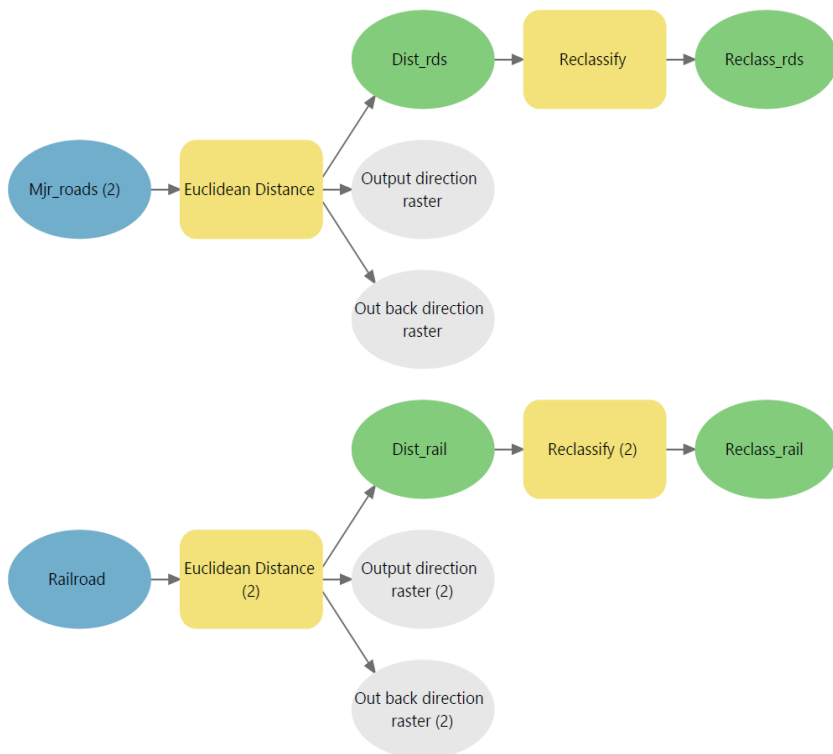 Dist_rds
Reclassify
Reclass_rds
Mjr_roads (2)
Euclidean Distance
Output direction
raster
Out back direction
raster
Dist_rail
Reclassify (2)
Reclass_rail
Railroad
Euclidean Distance
(2)
Output direction
raster (2)
Out back direction
raster (2)